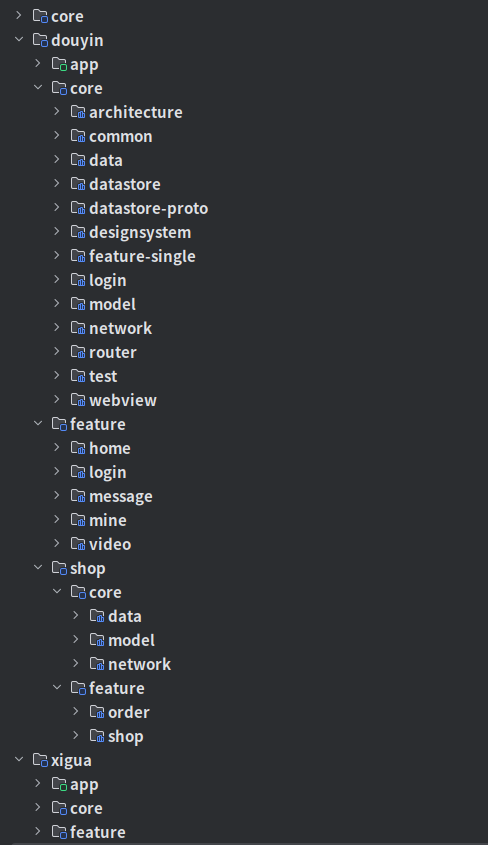 core
douyin
app
core
architecture
common
data
datastore
datastore-proto
designsystem
feature-single
login
model
network
router
test
webview
feature
home
login
message
mine
video
shop
core
data
model
network
feature
order
shop
xigua
app
core
feature